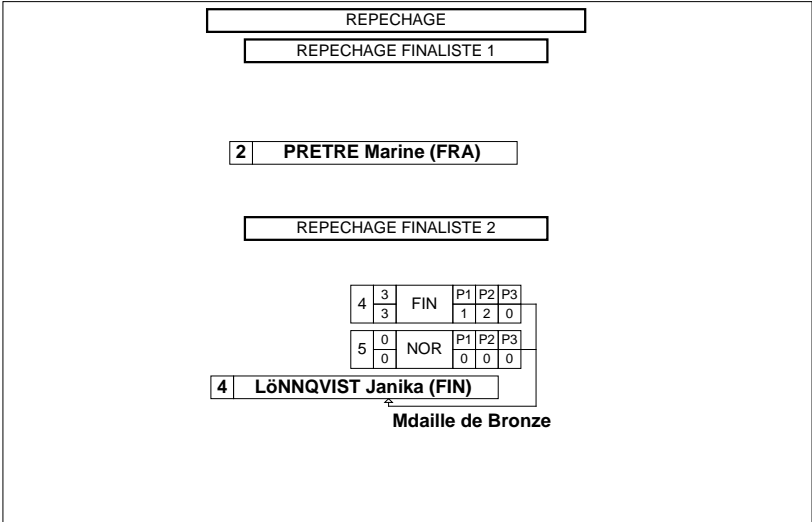 REPECHAGE
REPECHAGE FINALISTE 1
2 PRETRE Marine (FRA)
REPECHAGE FINALISTE 2
4 3 FIN P1 P2 P3
3 1 2 0
5 0 NOR P1 P2 P3
0 0 0 0
4 LöNNQVIST Janika (FIN)
Mdaille de Bronze